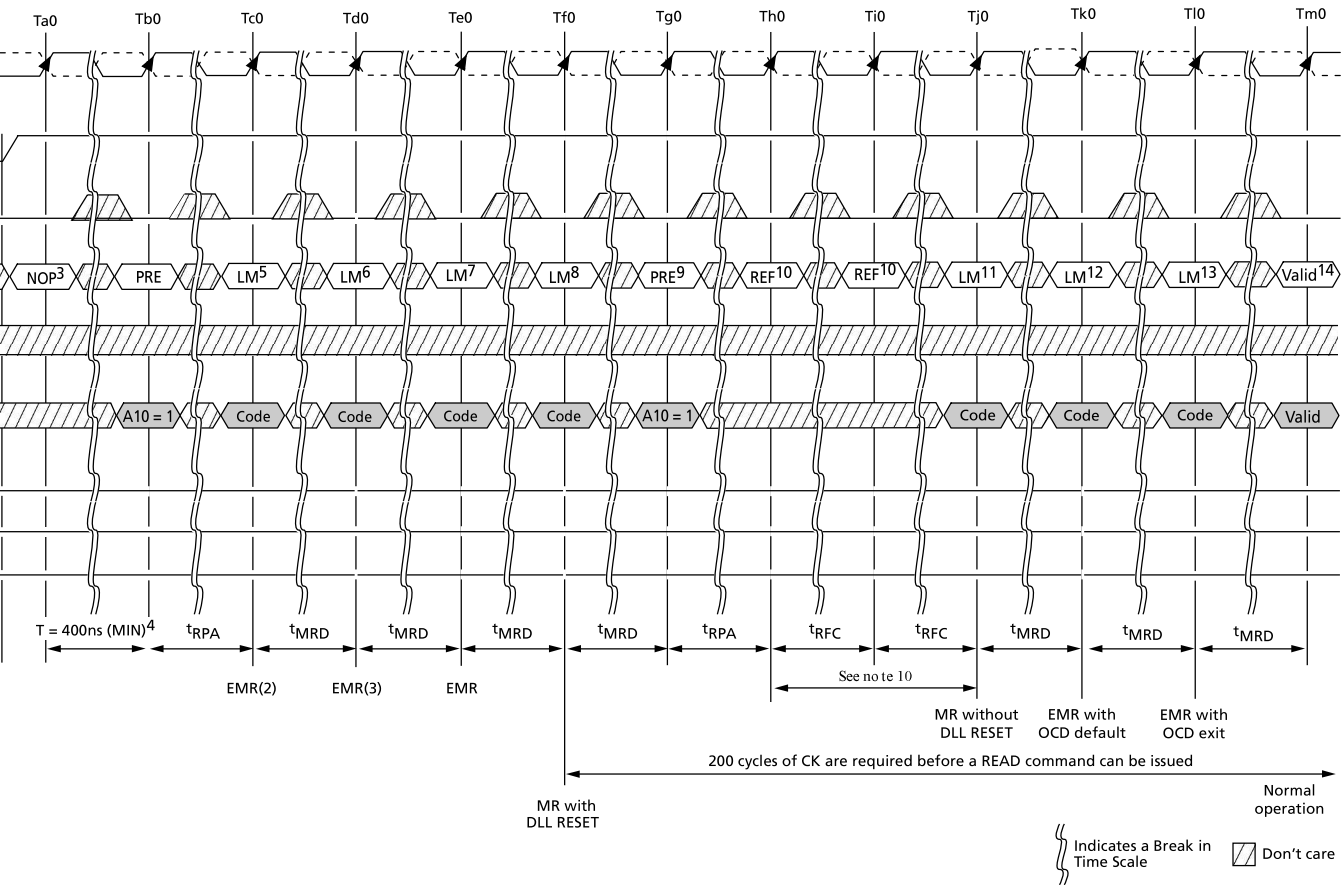 Ta0 Tb0 Tc0 Td0 Te0 Tf0 Tg0 Th0 Ti0 Tj0 Tk0 Tl0 Tm0
NOP3 PRE LM5 LM6 LM7 LM8 PRE9 REF10 REF10 LM11 LM12 LM13 Valid14
A10 = 1 Code Code Code Code A10 = 1 Code Code Code Valid
T = 400ns (MIN)4 tRPA tMRD tMRD tMRD tMRD tRPA tRFC tRFC tMRD tMRD tMRD
EMR(2) EMR(3) EMR
See note 10
MR without
DLL RESET
EMR with
OCD default
EMR with
OCD exit
200 cycles of CK are required before a READ command can be issued
MR with
DLL RESET
Normal
operation
Indicates a Break in
Time Scale
Don't care